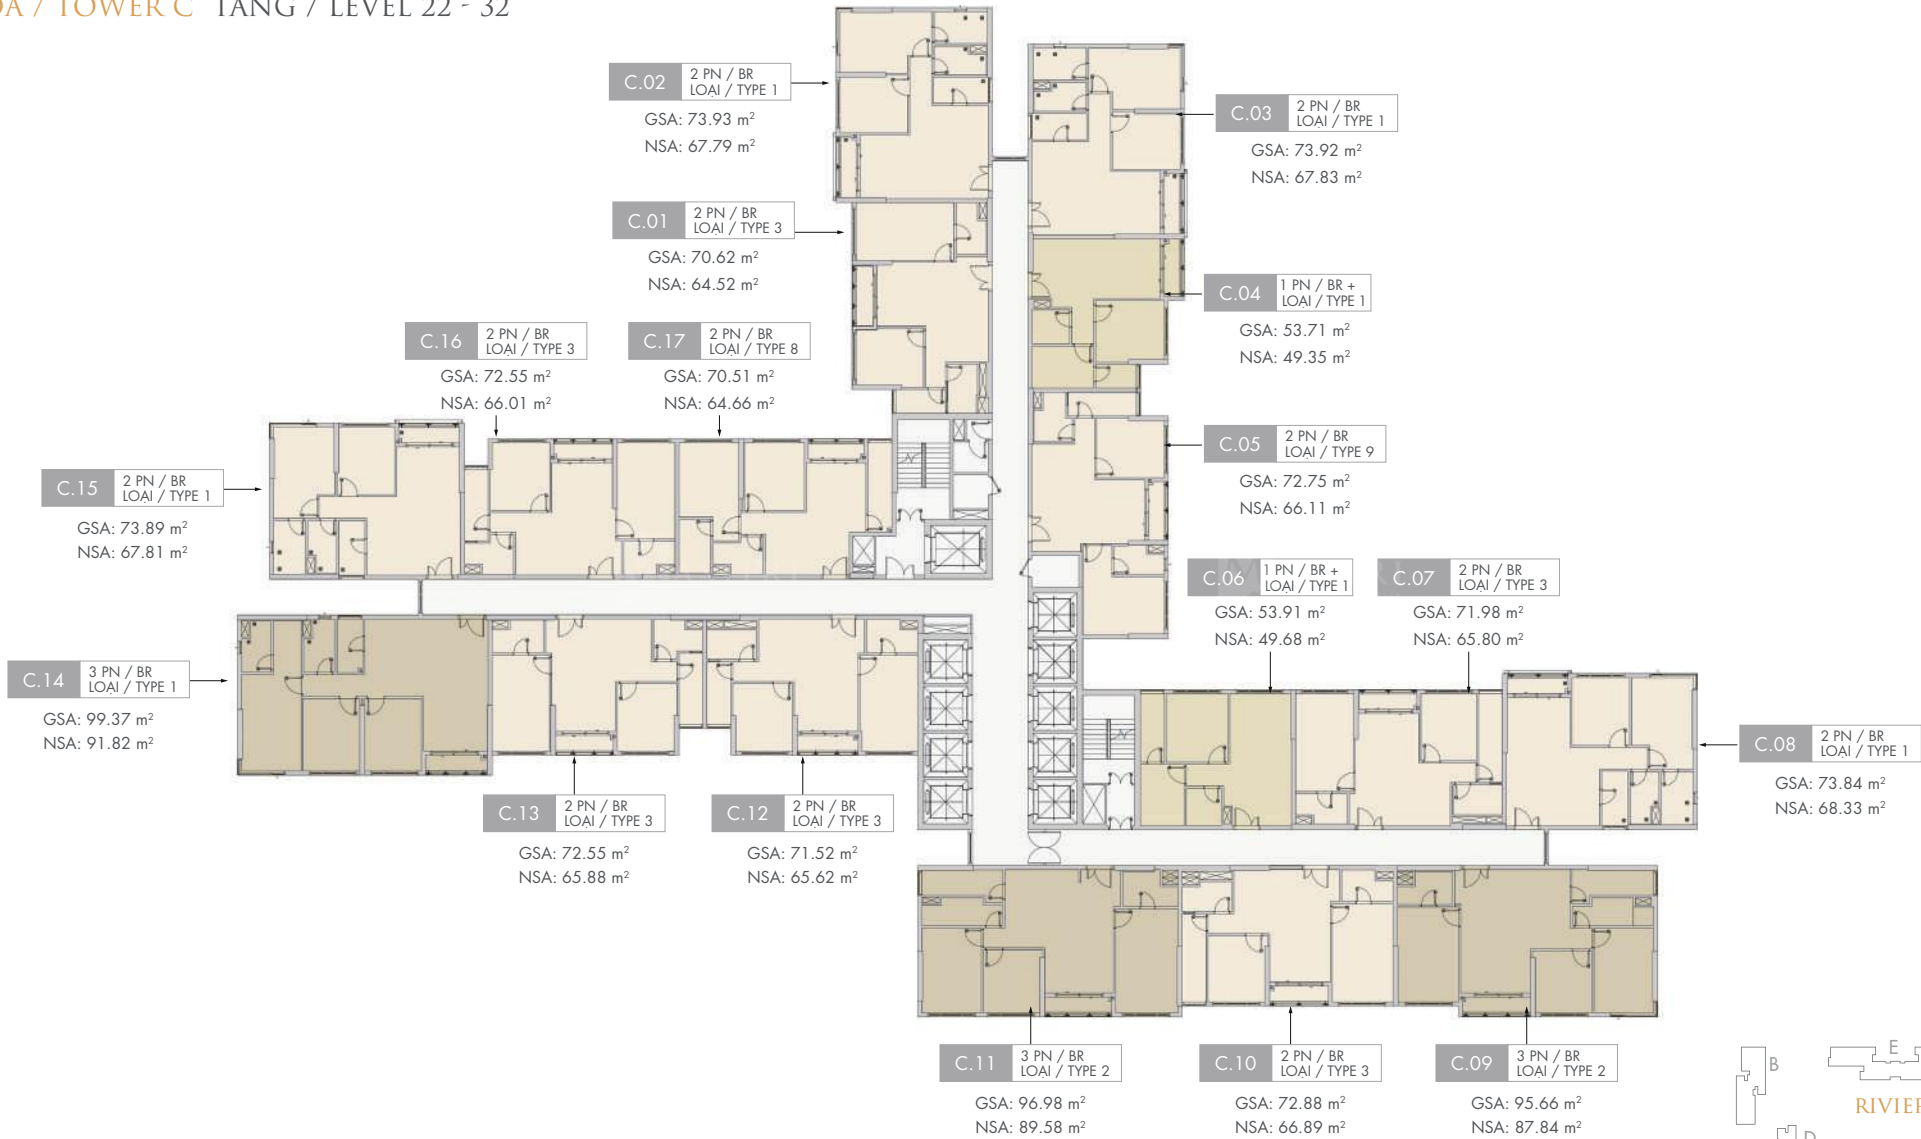 ÒA / TOWER C TẦNG / LEVEL 22 - 32
C.02 2 PN / BR
LOẠI / TYPE 1
GSA: 73.93 m²
NSA: 67.79 m²
C.03 2 PN / BR
LOẠI / TYPE 1
GSA: 73.92 m²
NSA: 67.83 m²
C.01 2 PN / BR
LOẠI / TYPE 3
GSA: 70.62 m²
NSA: 64.52 m²
C.04 1 PN / BR +
LOẠI / TYPE 1
GSA: 53.71 m²
NSA: 49.35 m²
C.16 2 PN / BR
LOẠI / TYPE 3
GSA: 72.55 m²
NSA: 66.01 m²
C.17 2 PN / BR
LOẠI / TYPE 8
GSA: 70.51 m²
NSA: 64.66 m²
C.05 2 PN / BR
LOẠI / TYPE 9
GSA: 72.75 m²
NSA: 66.11 m²
C.15 2 PN / BR
LOẠI / TYPE 1
GSA: 73.89 m²
NSA: 67.81 m²
C.06 1 PN / BR +
LOẠI / TYPE 1
GSA: 53.91 m²
NSA: 49.68 m²
C.07 2 PN / BR
LOẠI / TYPE 3
GSA: 71.98 m²
NSA: 65.80 m²
C.14 3 PN / BR
LOẠI / TYPE 1
GSA: 99.37 m²
NSA: 91.82 m²
C.08 2 PN / BR
LOẠI / TYPE 1
GSA: 73.84 m²
NSA: 68.33 m²
C.13 2 PN / BR
LOẠI / TYPE 3
GSA: 72.55 m²
NSA: 65.88 m²
C.12 2 PN / BR
LOẠI / TYPE 3
GSA: 71.52 m²
NSA: 65.62 m²
C.11 3 PN / BR
LOẠI / TYPE 2
GSA: 96.98 m²
NSA: 89.58 m²
C.10 2 PN / BR
LOẠI / TYPE 3
GSA: 72.88 m²
NSA: 66.89 m²
C.09 3 PN / BR
LOẠI / TYPE 2
GSA: 95.66 m²
NSA: 87.84 m²
B
E
RIVIER
D